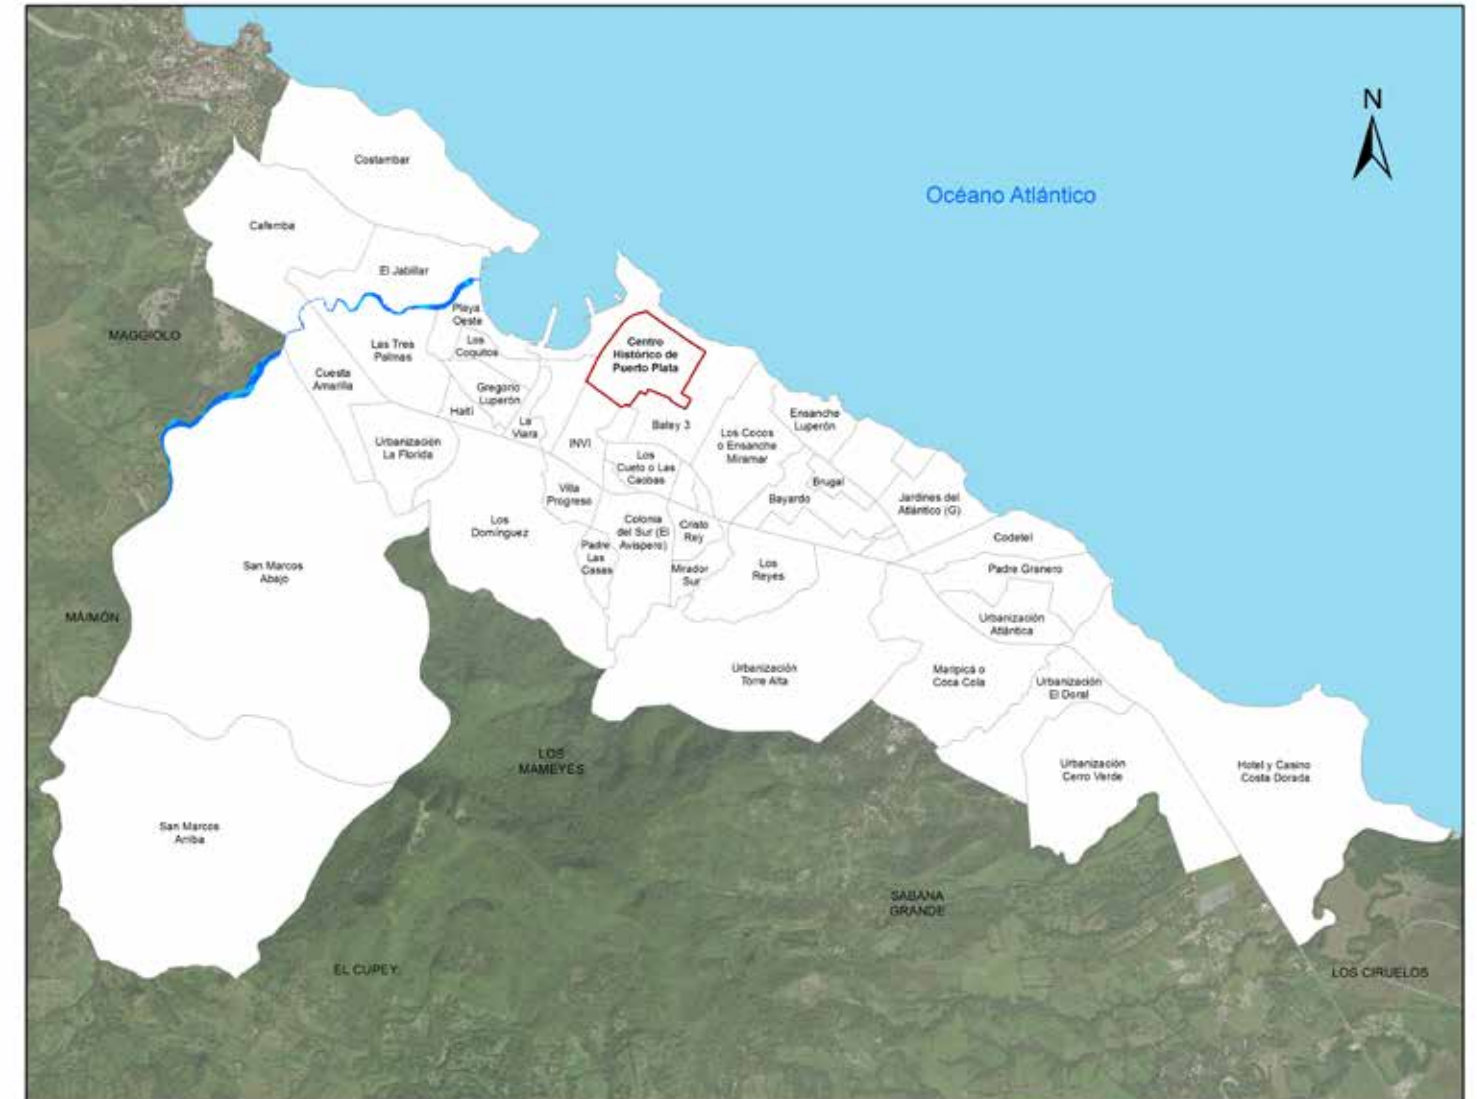 N
Océano Atlántico
Costambar
Cafemba
El Jabillar
MAGGIOLO
Playa
Oeste
Los
Coquitos
Las Tres
Palmas
Cuesta
Amarilla
Centro
Histórico de
Puerto Plata
Gregorio
Luperón
Haití
La
Viara
INVI
Batey 3
Ensanche
Luperón
Los Cocos
o Ensanche
Miramar
Urbanización
La Florida
Los
Cueto o Las
Caobas
Villa
Progreso
Brugal
Bayardo
Jardines del
Atlántico (G)
Los
Domínguez
Colonia
del Sur (El
Avispero)
Cristo
Rey
Padre
Las
Casas
Mirador
Sur
Los
Reyes
Codetel
Padre Granero
San Marcos
Abajo
MAIMÓN
Urbanización
Atlántica
Urbanización
Torre Alta
Maripicá o
Coca Cola
Urbanización
El Doral
LOS
MAMEYES
Urbanización
Cerro Verde
Hotel y Casino
Costa Dorada
San Marcos
Arriba
SABANA
GRANDE
EL CUPEY
LOS CIRUELOS